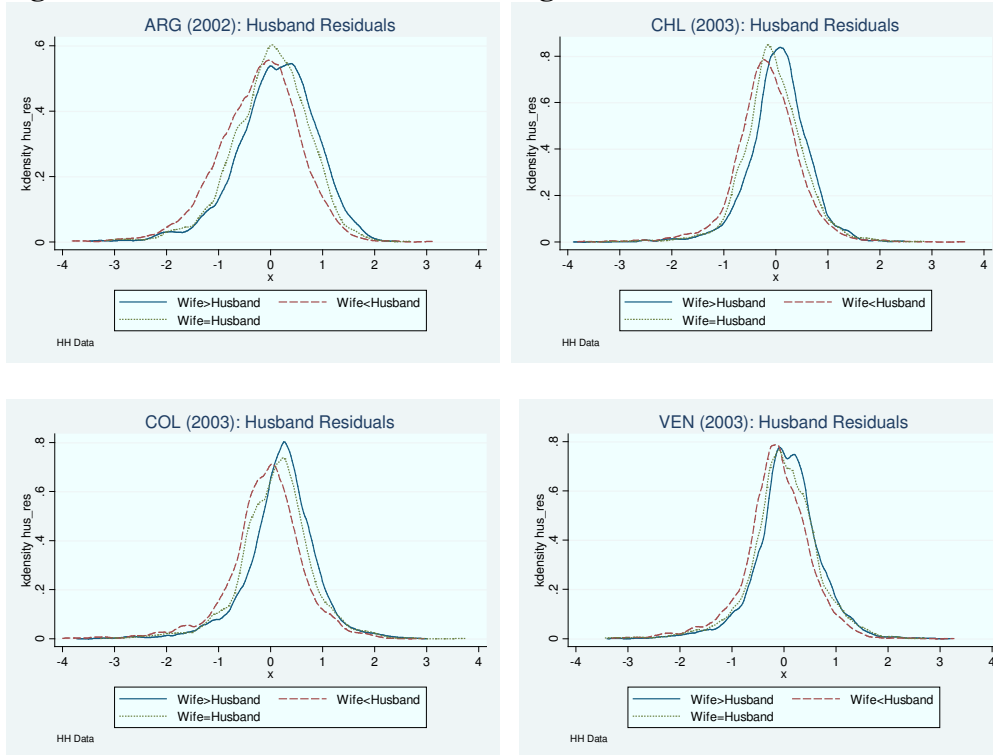 ARG (2002): Husband Residuals
kdensity hus_res
0 .2 .4 .6
-4 -3 -2 -1 0 1 2 3 4
x
Wife>Husband Wife<Husband
Wife=Husband
HH Data
CHL (2003): Husband Residuals
kdensity hus_res
0 .2 .4 .6 .8
-4 -3 -2 -1 0 1 2 3 4
x
Wife>Husband Wife<Husband
Wife=Husband
HH Data
COL (2003): Husband Residuals
kdensity hus_res
0 .2 .4 .6 .8
-4 -3 -2 -1 0 1 2 3 4
x
Wife>Husband Wife<Husband
Wife=Husband
HH Data
VEN (2003): Husband Residuals
kdensity hus_res
0 .2 .4 .6 .8
-4 -3 -2 -1 0 1 2 3 4
x
Wife>Husband Wife<Husband
Wife=Husband
HH Data